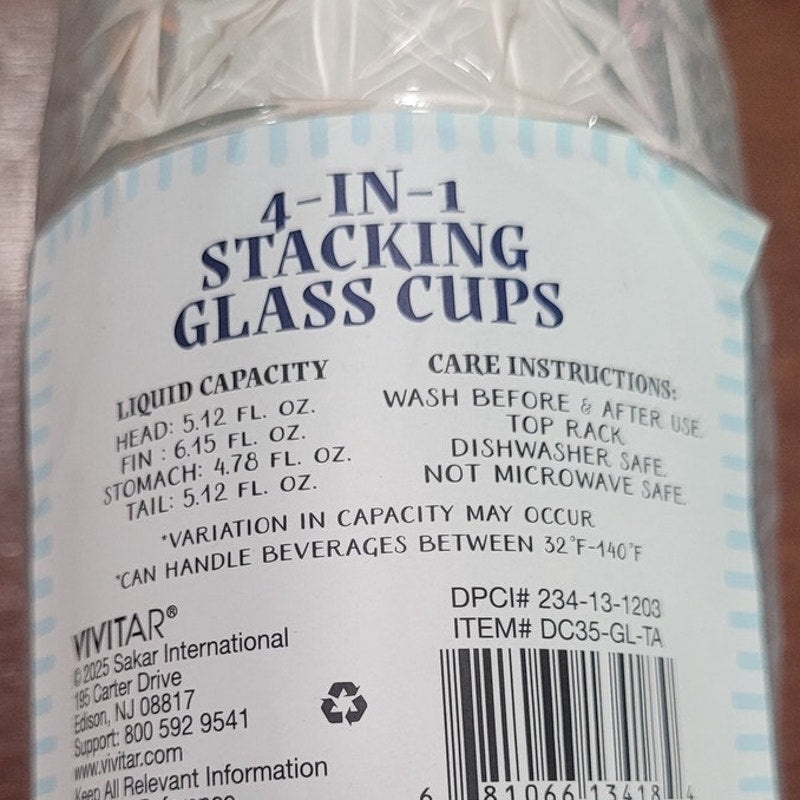 4-IN-1
STACKING
GLASS CUPS
LIQUID CAPACITY
HEAD: 5.12 FL. OZ.
FIN : 6.15 FL. OZ.
STOMACH: 4.78 FL. OZ.
TAIL: 5.12 FL. OZ.
CARE INSTRUCTIONS:
WASH BEFORE & AFTER USE.
TOP RACK
DISHWASHER SAFE.
NOT MICROWAVE SAFE.
*VARIATION IN CAPACITY MAY OCCUR
*CAN HANDLE BEVERAGES BETWEEN 32°F-140°F
VIVITAR®
© 2025 Sakar International
195 Carter Drive
Edison, NJ 08817
Support: 800 592 9541
www.vivitar.com
Keep All Relevant Information
DPCI# 234-13-1203
ITEM# DC35-GL-TA
6 81066 13418 4